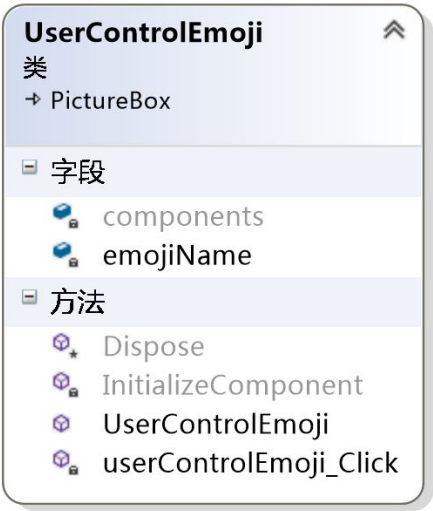 UserControlEmoji
类
PictureBox
字段
components
emojiName
方法
Dispose
InitializeComponent
UserControlEmoji
userControlEmoji_Click